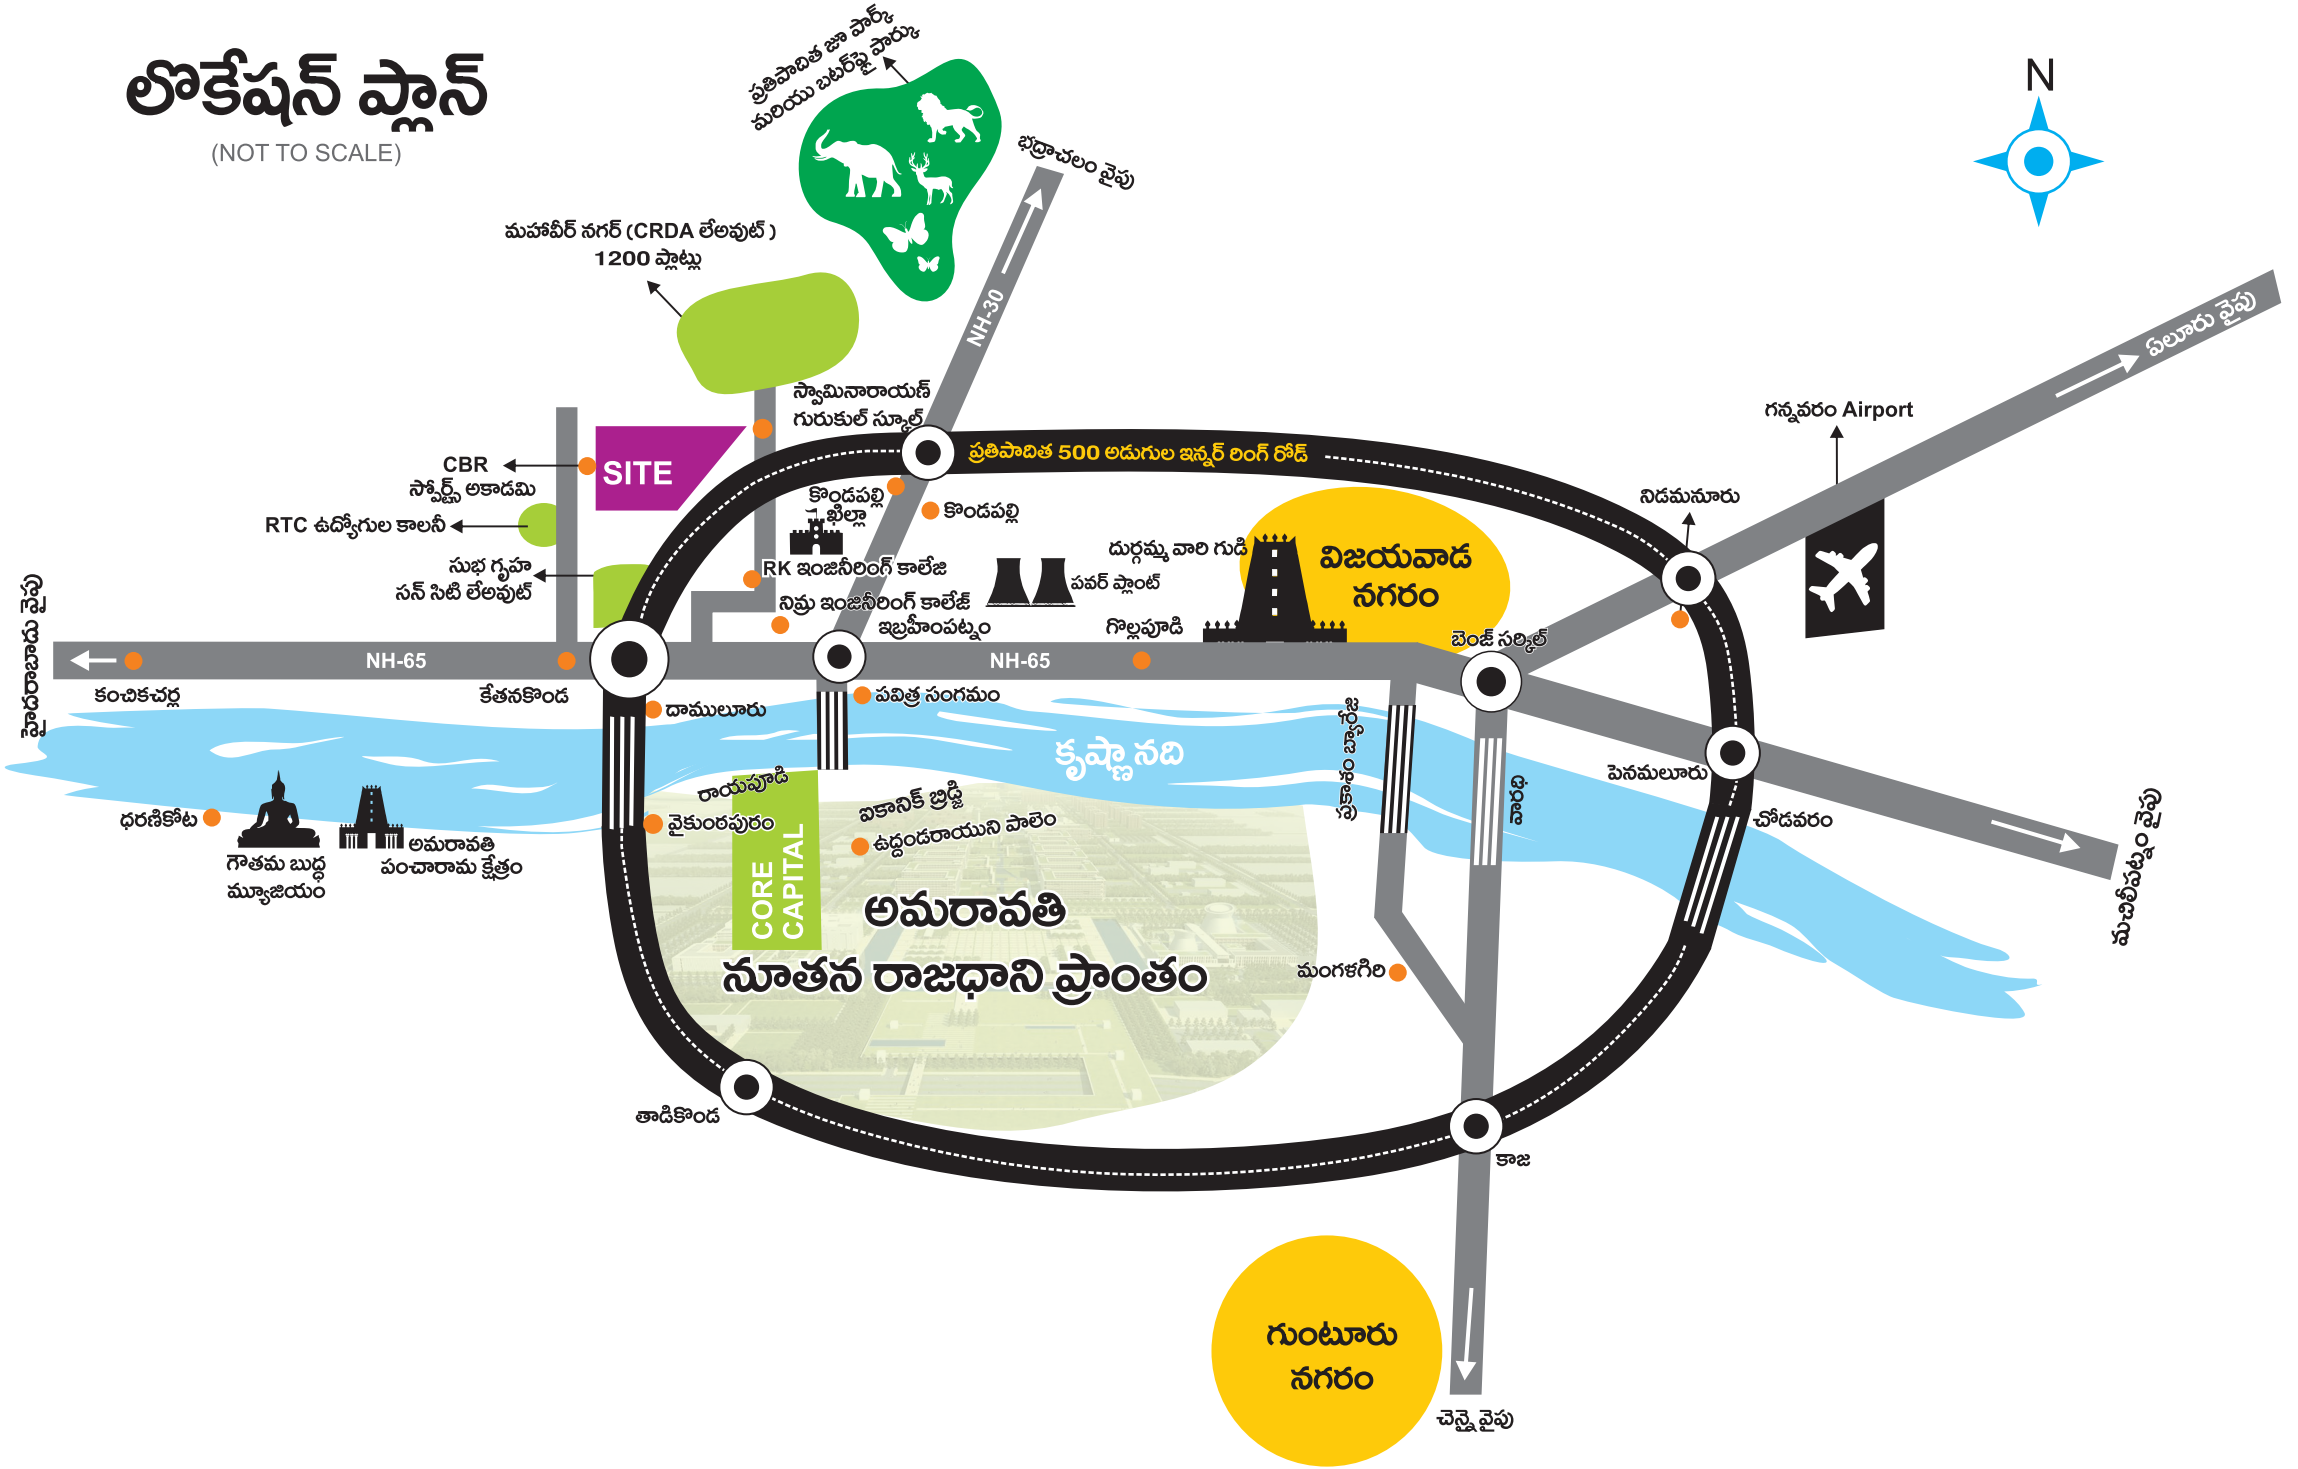 లొకేషన్ ప్లాన్
(NOT TO SCALE)
ప్రతిపాదిత జూ పార్క్
మరియు బటర్‌ఫ్లై పార్కు
N
భద్రాచలం వైపు
మహావీర్ నగర్ (CRDA లేఅవుట్ )
1200 ప్లాట్లు
NH-30
ఏలూరు వైపు
స్వామినారాయణ్
గురుకుల్ స్కూల్
గన్నవరం Airport
CBR
స్పోర్ట్స్ అకాడమి
SITE
ప్రతిపాదిత 500 అడుగుల ఇన్నర్ రింగ్ రోడ్
నిడమనూరు
RTC ఉద్యోగుల కాలనీ
కొండపల్లి
ఖిల్లా
కొండపల్లి
సుభ గృహ
సన్ సిటి లేఅవుట్
RK ఇంజినీరింగ్ కాలేజి
పవర్ ప్లాంట్
దుర్గమ్మ వారి గుడి
విజయవాడ
నగరం
నిమ్ర ఇంజినీరింగ్ కాలేజ్
ఇబ్రహీంపట్నం
గొల్లపూడి
బెంజ్ సర్కిల్
హైదరాబాదు వైపు
NH-65
NH-65
కంచికచర్ల
కేతనకొండ
దాములూరు
పవిత్ర సంగమం
కృష్ణా నది
ప్రకాశం బ్యారేజ్
వారధి
పెనమలూరు
చోడవరం
మచిలీపట్నం వైపు
ధరణికోట
గౌతమ బుద్ధ
మ్యూజియం
అమరావతి
పంచారామ క్షేత్రం
రాయపూడి
వైకుంఠపురం
ఐకానిక్ బ్రిడ్జి
ఉద్దండరాయుని పాలెం
CORE
CAPITAL
అమరావతి
నూతన రాజధాని ప్రాంతం
మంగళగిరి
తాడికొండ
కాజ
గుంటూరు
నగరం
చెన్నై వైపు